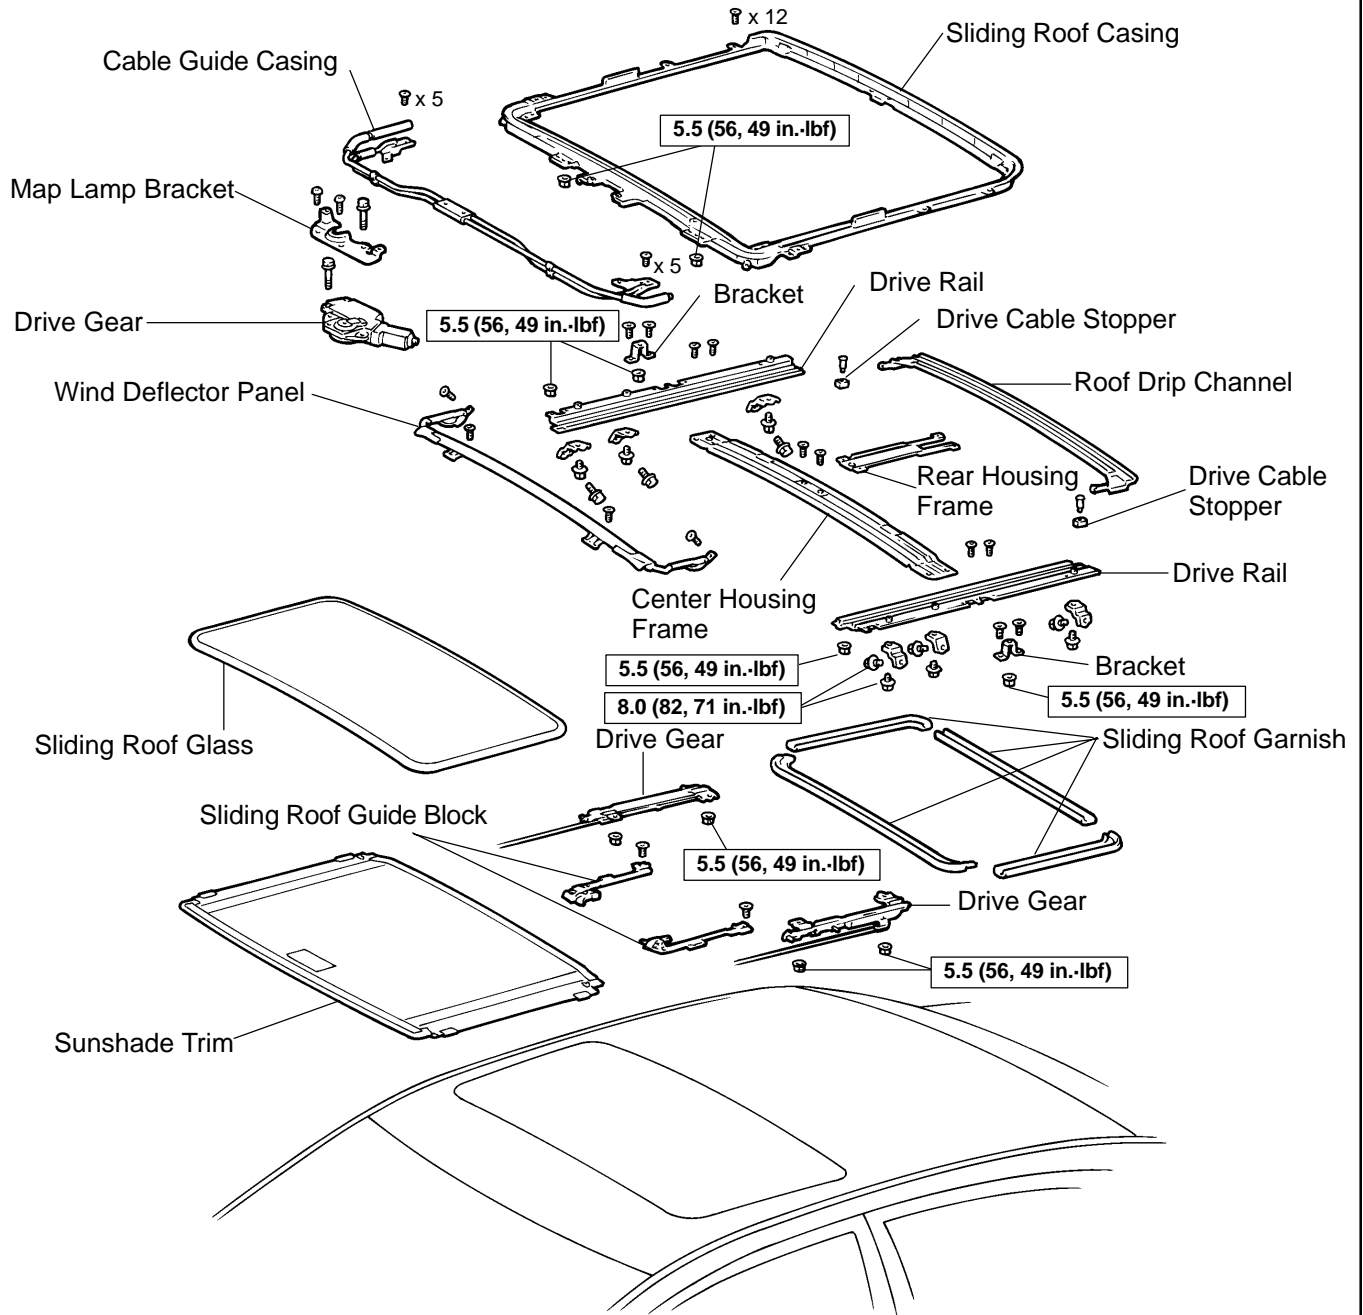 x 12
Sliding Roof Casing
Cable Guide Casing
x 5
5.5 (56, 49 in.·lbf)
Map Lamp Bracket
x 5
Drive Rail
Bracket
Drive Cable Stopper
Drive Gear
5.5 (56, 49 in.·lbf)
Wind Deflector Panel
Roof Drip Channel
Rear Housing
Frame
Drive Cable
Stopper
Drive Rail
Center Housing
Frame
5.5 (56, 49 in.·lbf)
Bracket
8.0 (82, 71 in.·lbf)
5.5 (56, 49 in.·lbf)
Sliding Roof Glass
Drive Gear
Sliding Roof Garnish
Sliding Roof Guide Block
5.5 (56, 49 in.·lbf)
Drive Gear
5.5 (56, 49 in.·lbf)
Sunshade Trim